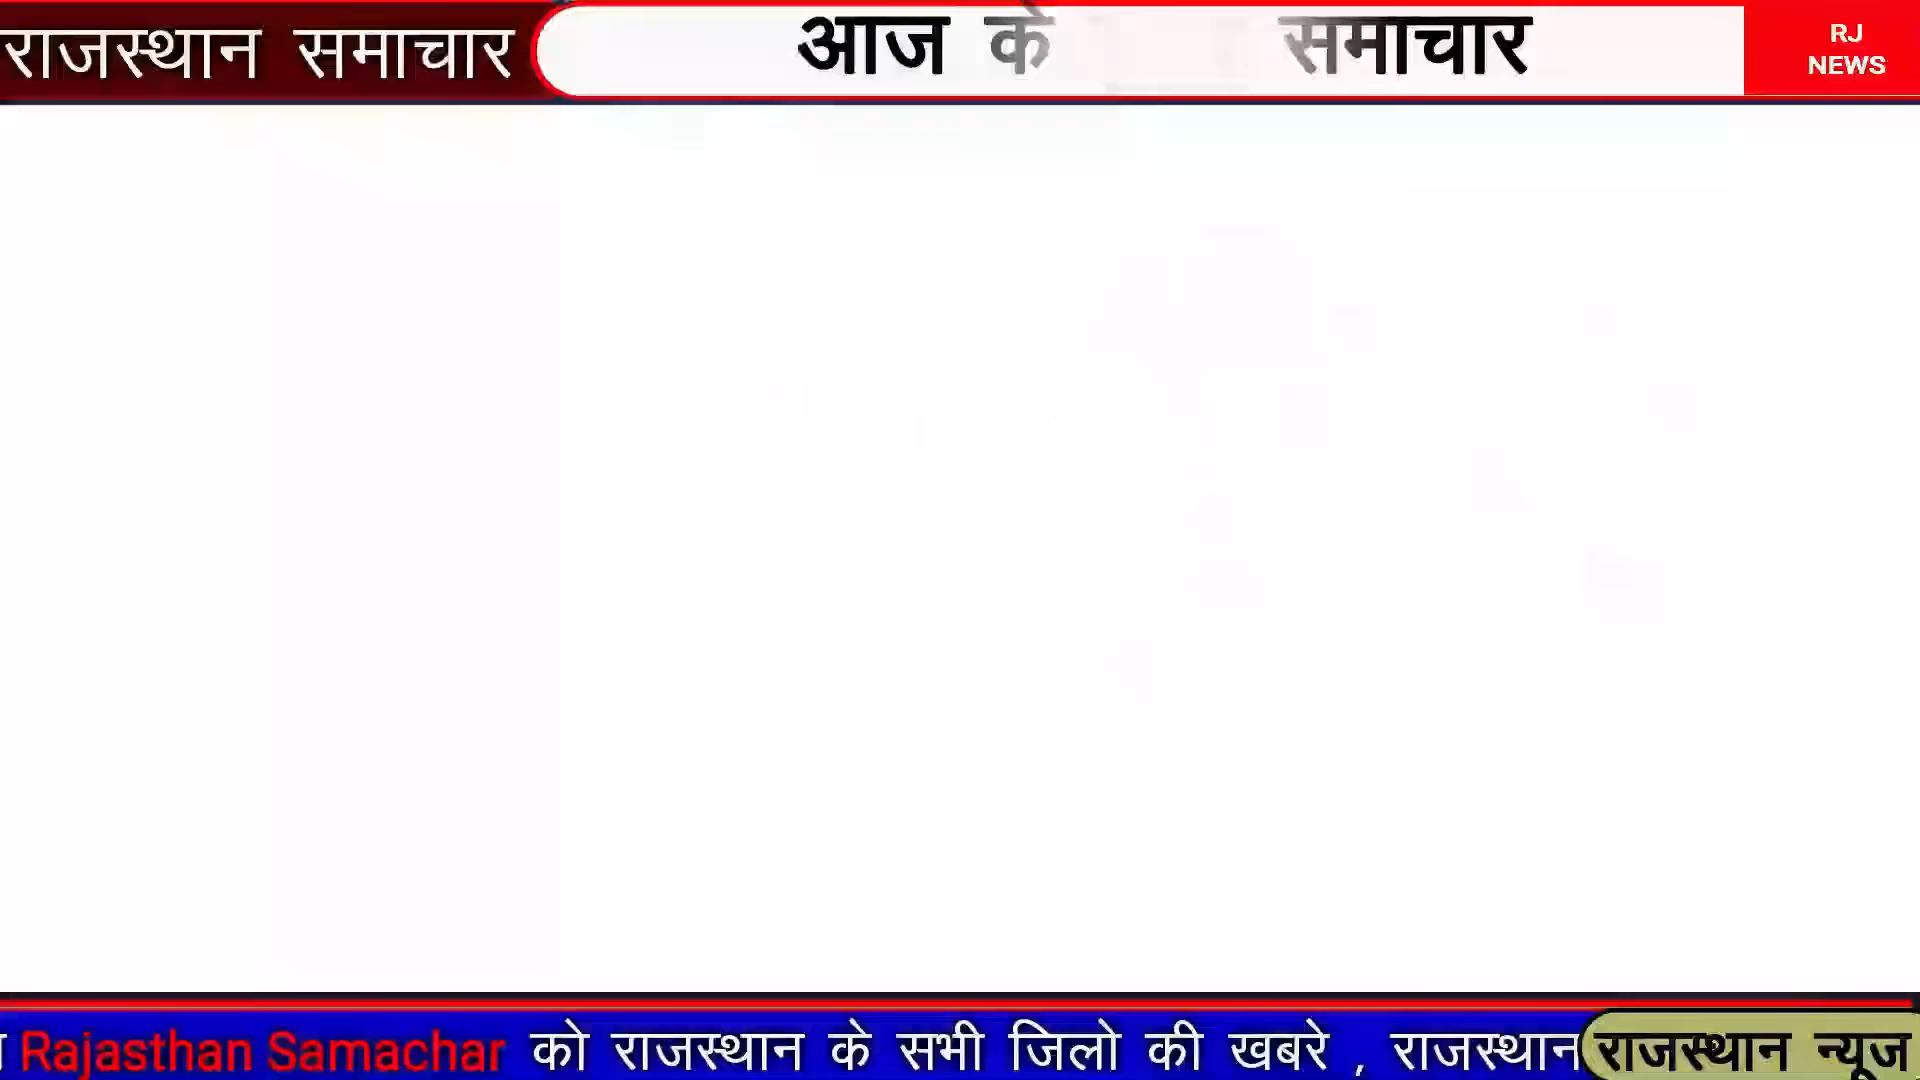 राजस्थान समाचार
आज के समाचार
RJ
NEWS
Rajasthan Samachar को राजस्थान के सभी जिलो की खबरे , राजस्थान
राजस्थान न्यूज